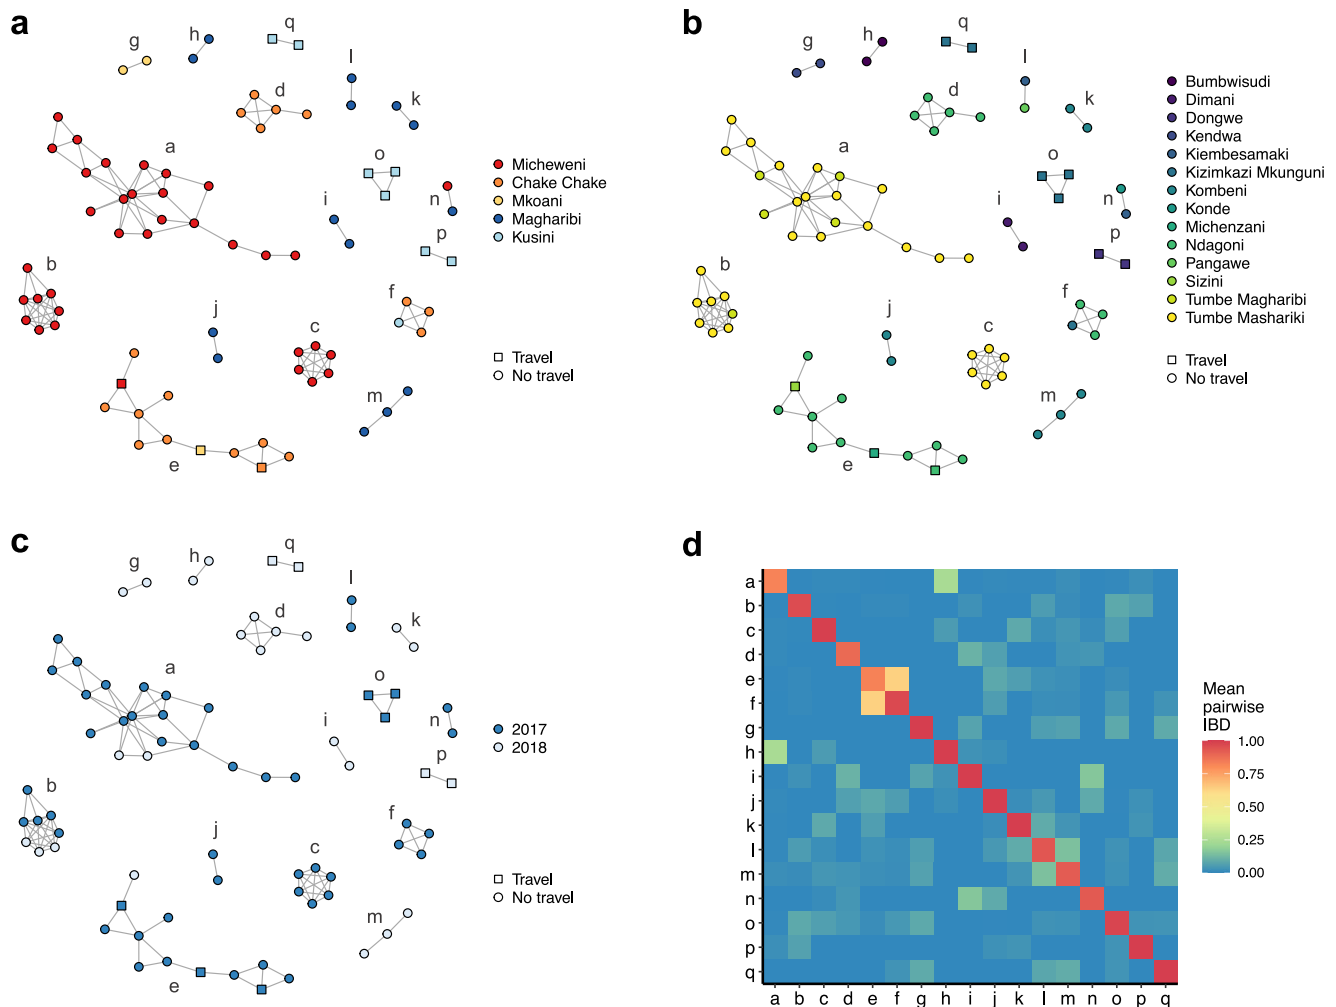 a
g
h
q
l
k
d
a
o
n
i
p
b
f
j
c
m
e
Micheweni
Chake Chake
Mkoani
Magharibi
Kusini
Travel
No travel
b
g
h
q
l
k
d
a
o
n
i
p
b
f
j
c
m
e
Bumbwisudi
Dimani
Dongwe
Kendwa
Kiembesamaki
Kizimkazi Mkunguni
Kombeni
Konde
Michenzani
Ndagoni
Pangawe
Sizini
Tumbe Magharibi
Tumbe Mashariki
Travel
No travel
c
g
h
q
l
k
d
a
o
n
i
p
b
f
j
c
m
e
2017
2018
Travel
No travel
d
a
b
c
d
e
f
g
h
i
j
k
l
m
n
o
p
q
a b c d e f g h i j k l m n o p q
Mean
pairwise
IBD
1.00
0.75
0.50
0.25
0.00